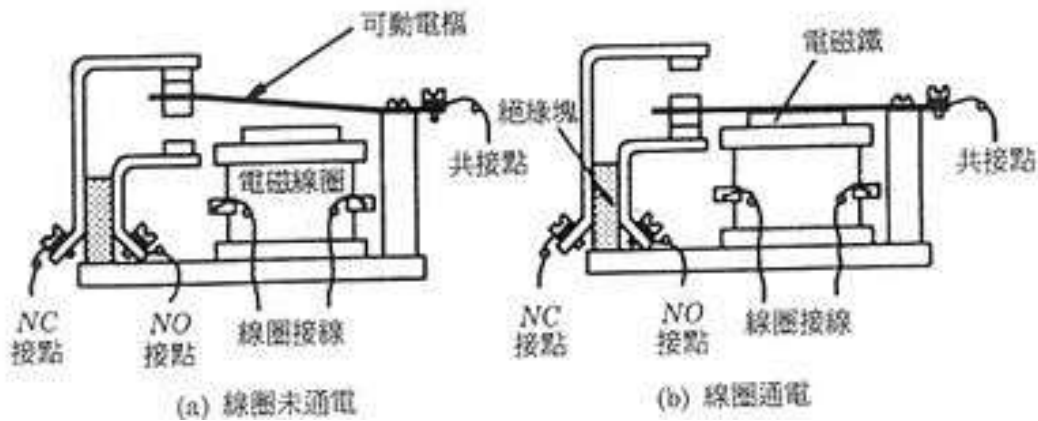 可動電樞
共接點
電磁線圈
NC
接點
NO
接點
線圈接線
(a) 線圈未通電
電磁鐵
絕緣塊
共接點
NC
接點
NO
接點
線圈接線
(b) 線圈通電